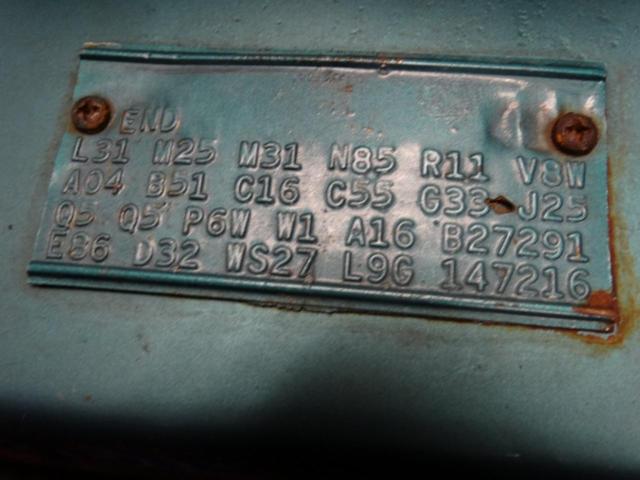 END
L31 M25 M31 N85 R11 V8W
A04 B51 C16 C55 G33 J25
Q5 Q5 P6W W1 A16 B27291
E86 D32 WS27 L9G 147216